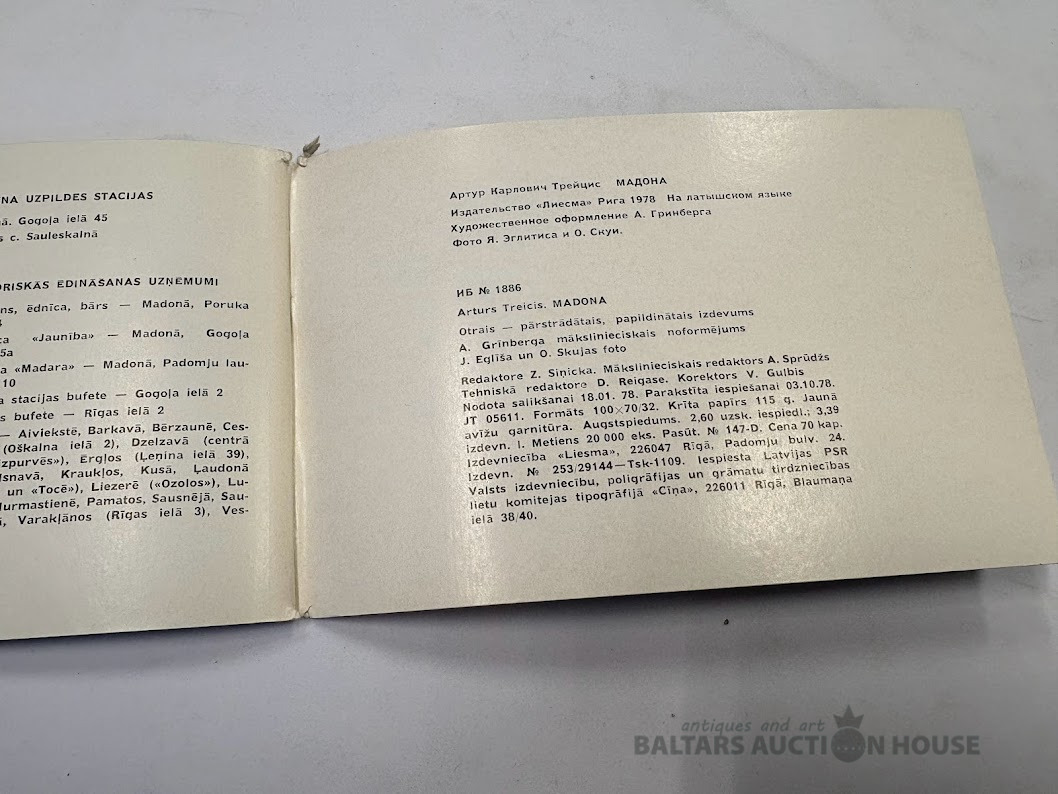 NA UZPILDES STACIJAS
Gogoļa ielā 45
c. Sauleskalnā
ORISKĀS ĒDINĀŠANAS UZŅĒMUMI
ns, ēdnīca, bārs — Madonā, Poruka
«Jaunība» — Madonā, Gogoļa
5a
a «Madara» — Madonā, Padomju lau-
10
a stacijas bufete — Gogoļa ielā 2
s bufete — Rīgas ielā 2
— Aiviekstē, Barkavā, Bērzaunē, Ces-
(Oškalna ielā 2), Dzelzavā (centrā
zpurvēs»), Ērgļos (Ļeņina ielā 39),
snavā, Kraukļos, Kusā, Ļaudonā
un «Tocē»), Liezerē («Ozolos»), Lu-
urmastienē, Pamatos, Sausnējā, Sau-
Varakļānos (Rīgas ielā 3), Ves-
Артур Карлович Трейцис МАДОНА
Издательство «Лиесма» Рига 1978 На латышском языке
Художественное оформление А. Гринберга
Фото Я. Эглитиса и О. Скуи.
ИБ № 1886
Arturs Treicis. MADONA
Otrais — pārstrādātais, papildinātais izdevums
A. Grīnberga mākslinieciskais noformējums
J. Eglīša un O. Skujas foto
Redaktore Z. Siņicka. Mākslinieciskais redaktors A. Sprūdžs
Tehniskā redaktore D. Reigase. Korektors V. Gulbis
Nodota salikšanai 18.01. 78. Parakstīta iespiešanai 03.10.78.
JT 05611. Formāts 100×70/32. Krīta papīrs 115 g. Jaunā
avīžu garnitūra. Augstspiedums. 2,60 uzsk. iespiedl.; 3,39
izdevn. l. Metiens 20 000 eks. Pasūt. № 147-D. Cena 70 kap.
Izdevniecība «Liesma», 226047 Rīgā, Padomju bulv. 24.
Izdevn. № 253/29144—Tsk-1109. Iespiesta Latvijas PSR
Valsts izdevniecību, poligrāfijas un grāmatu tirdzniecības
lietu komitejas tipogrāfijā «Cīņa», 226011 Rīgā, Blaumaņa
ielā 38/40.
antiques and art
BALTARS AUCTION HOUSE